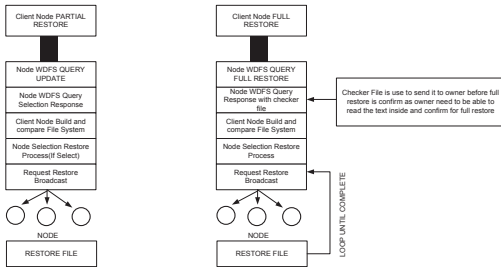 Client Node PARTIAL
RESTORE
Node WDFS QUERY
UPDATE
Node WDFS Query
Selection Response
Client Node Build and
compare File System
Node Selection Restore
Process(If Select)
Request Restore
Broadcast
NODE
RESTORE FILE
Client Node FULL
RESTORE
Node WDFS QUERY
FULL RESTORE
Node WDFS Query
Response with checker
file
Client Node Build and
compare File System
Node Selection Restore
Process
Request Restore
Broadcast
NODE
RESTORE FILE
Checker File is use to send it to owner before full
restore is confirm as owner need to be able to
read the text inside and confirm for full restore
LOOP UNTIL COMPLETE